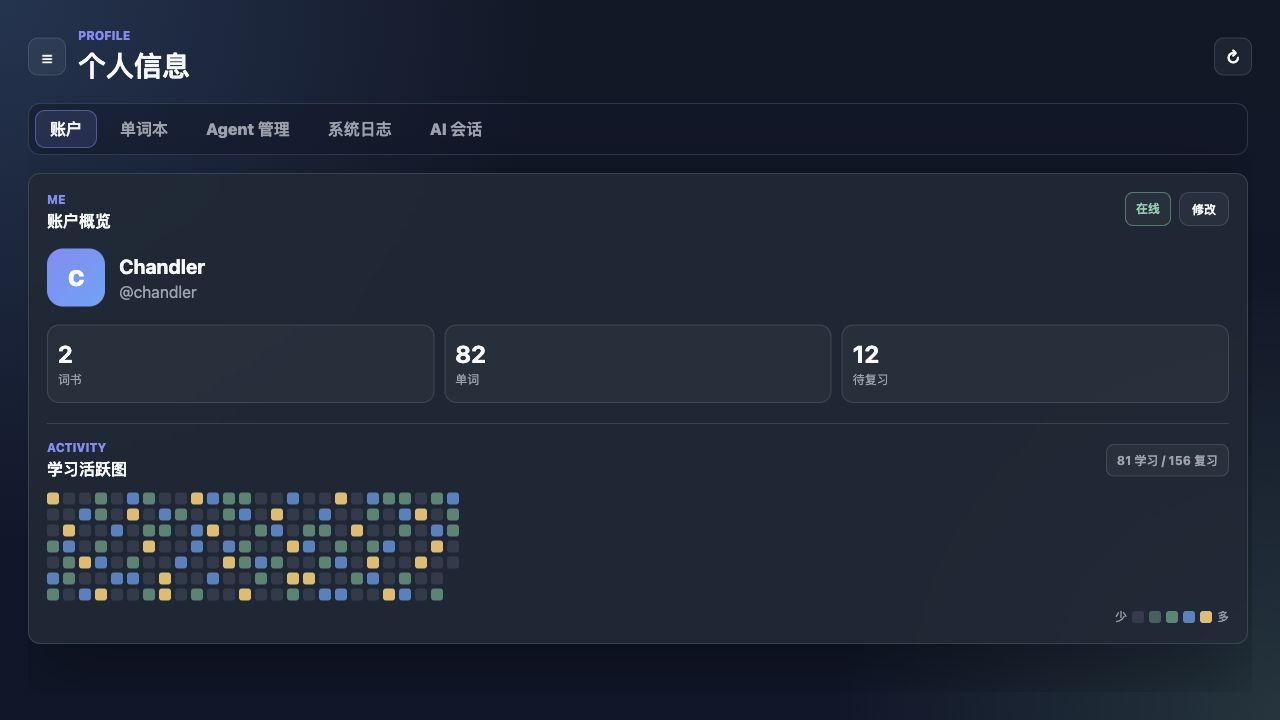 PROFILE
≡
个人信息
↻
账户 单词本 Agent 管理 系统日志 AI 会话
ME
账户概览
在线 修改
C
Chandler
@chandler
2
词书
82
单词
12
待复习
ACTIVITY
学习活跃图
81 学习 / 156 复习
少 多